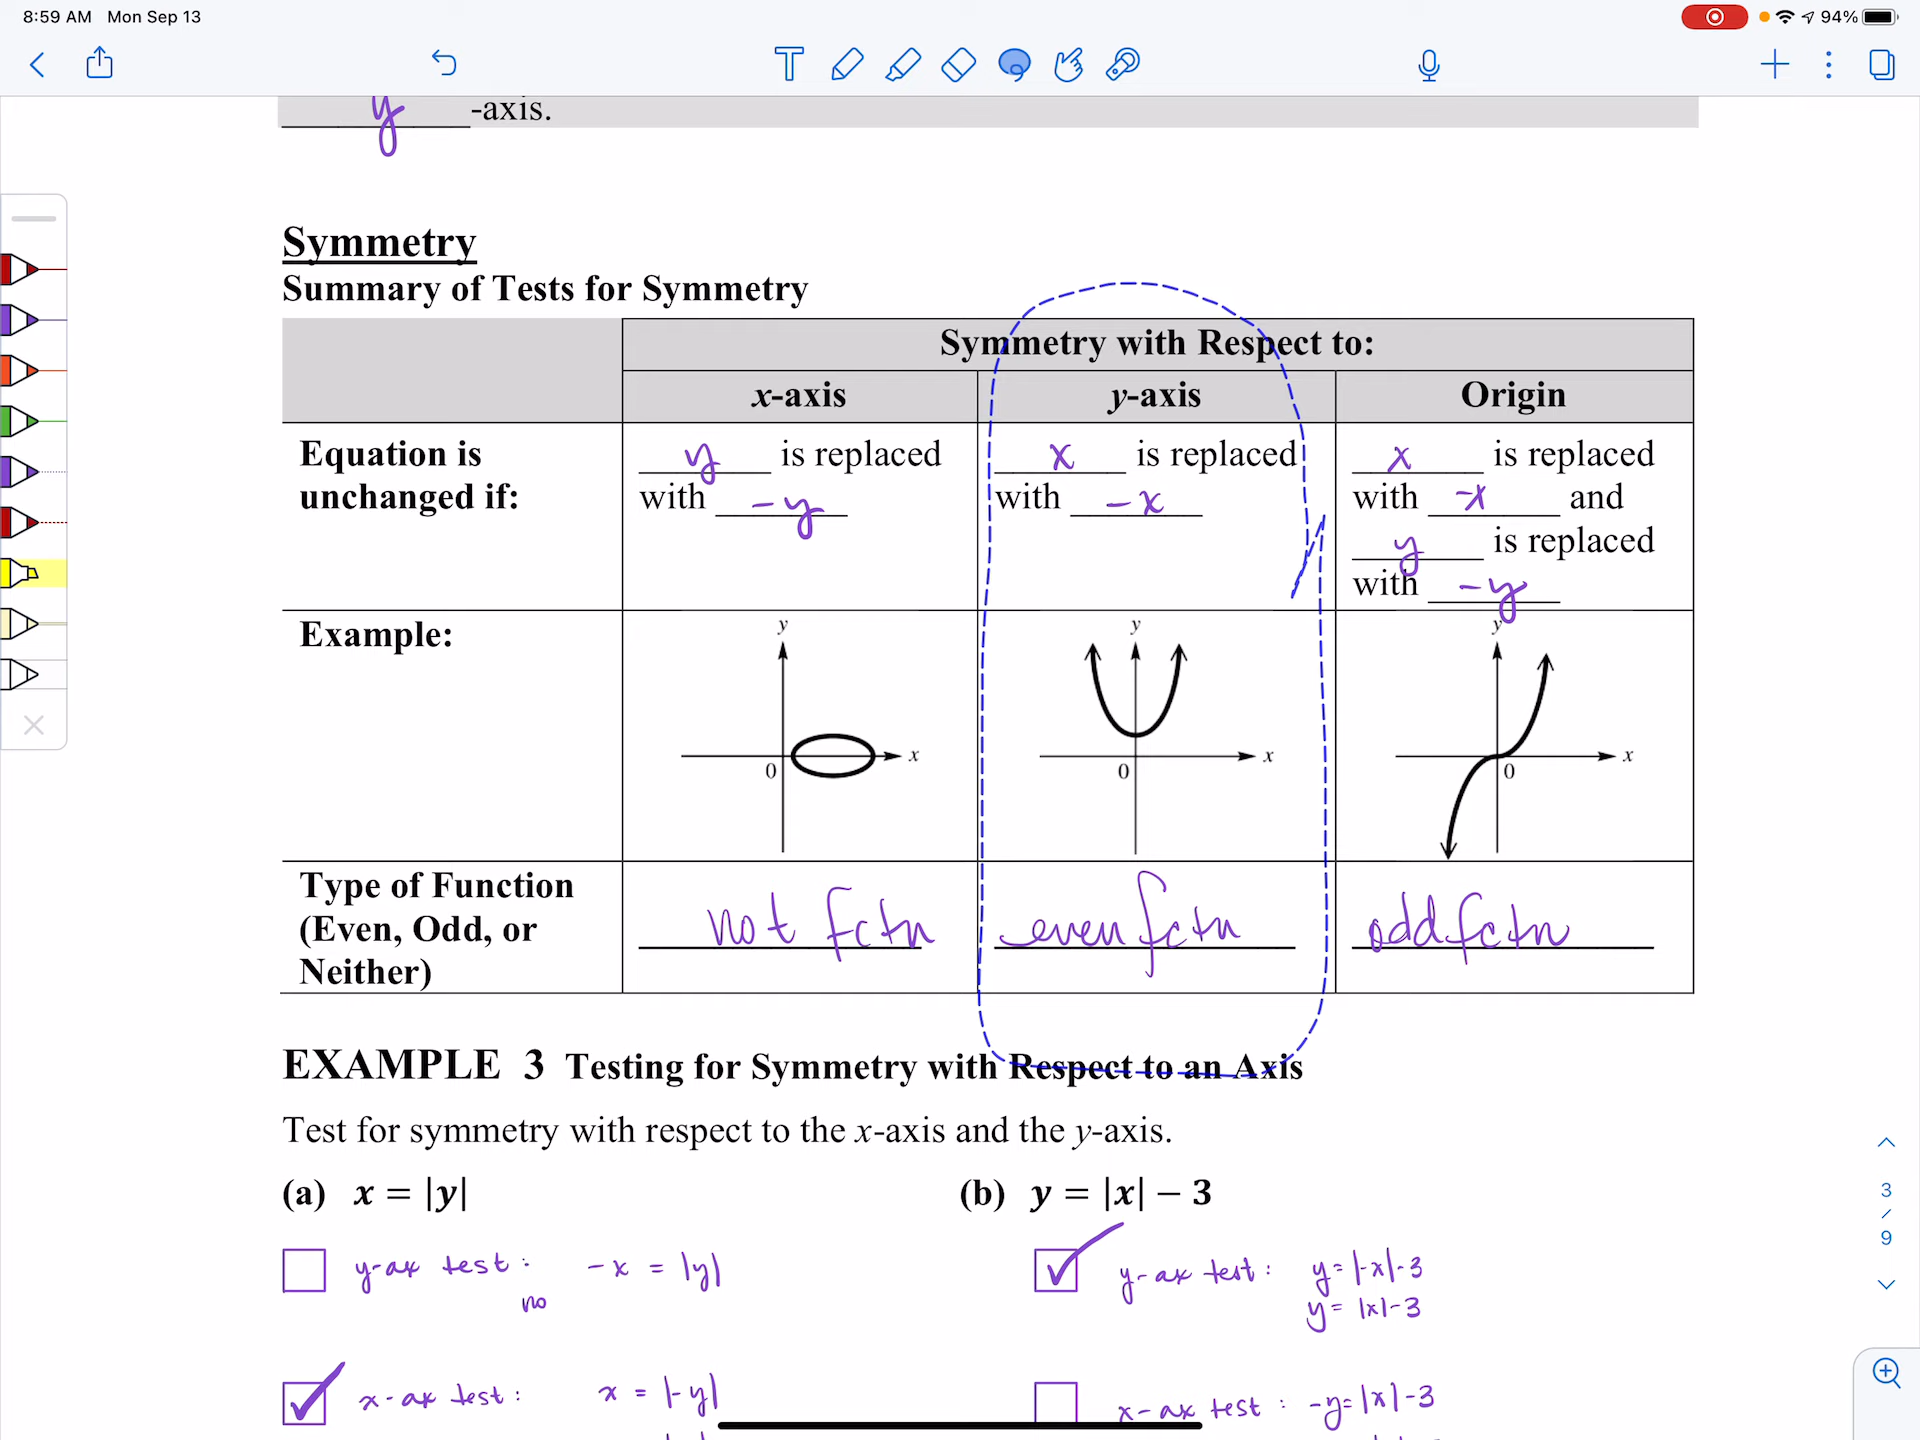 8:59 AM Mon Sep 13
94%
y -axis.
Symmetry
Summary of Tests for Symmetry
Symmetry with Respect to:
x-axis y-axis Origin
Equation is
unchanged if:
y is replaced
with -y
x is replaced
with -x
x is replaced
with -x and
y is replaced
with -y
Example:
y
0 x
y
0 x
y
0 x
Type of Function
(Even, Odd, or
Neither)
not fctn
even fctn
odd fctn
EXAMPLE 3 Testing for Symmetry with Respect to an Axis
Test for symmetry with respect to the x-axis and the y-axis.
(a) x = |y|
(b) y = |x| − 3
y-ax test: -x = |y|
no
y-ax test: y=|-x|-3
y= |x|-3
x-ax test: x = |-y|
x-ax test: -y=|x|-3
3
/
9